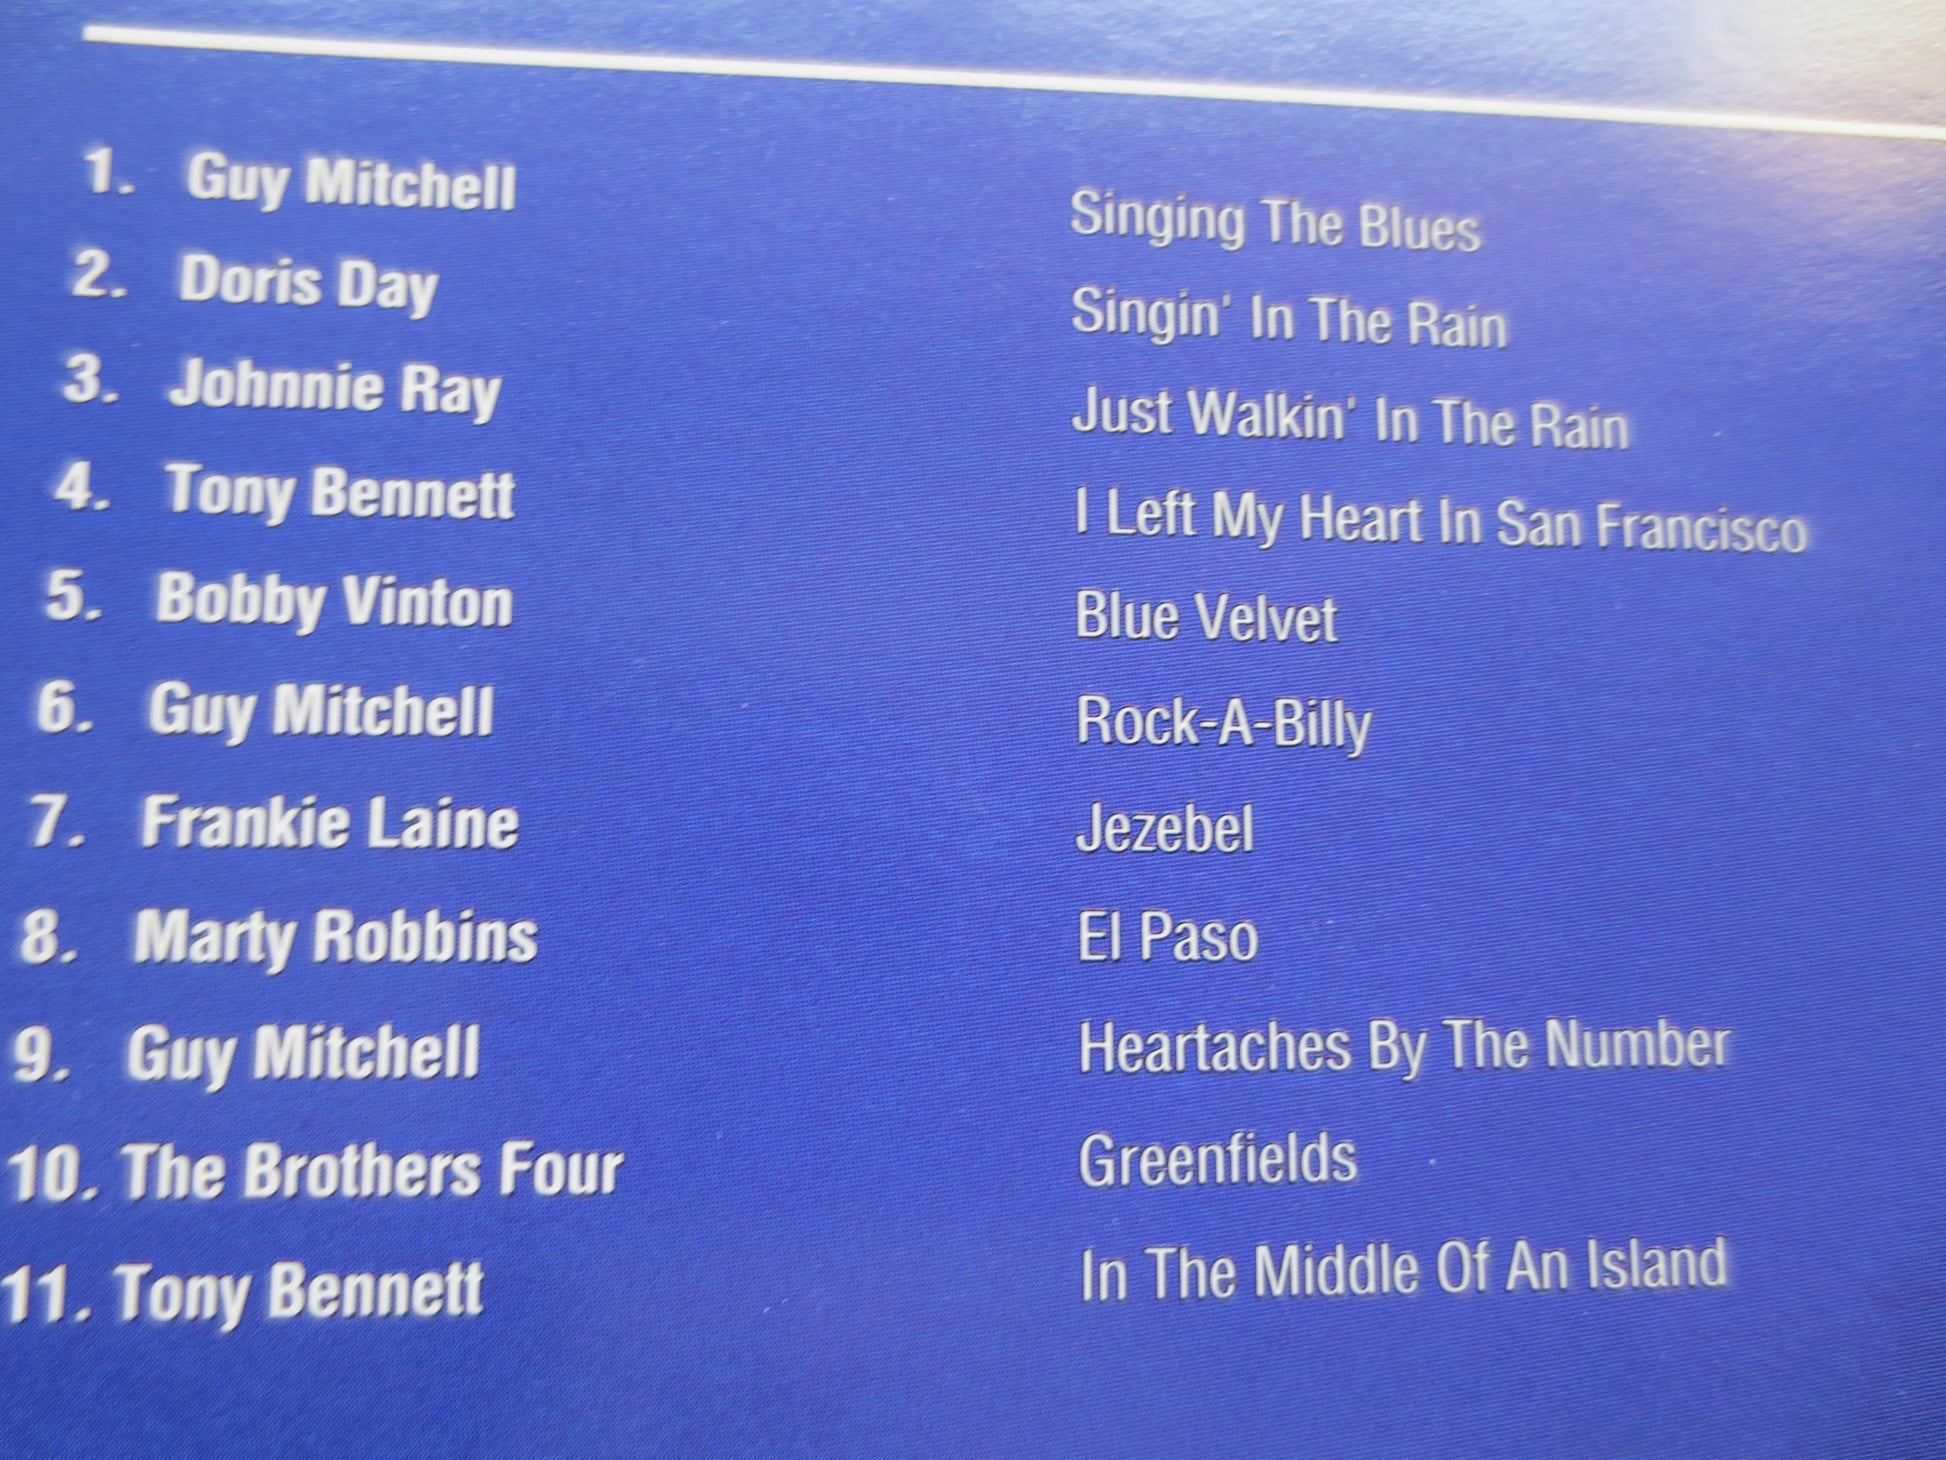 1. Guy Mitchell Singing The Blues
2. Doris Day Singin' In The Rain
3. Johnnie Ray Just Walkin' In The Rain
4. Tony Bennett I Left My Heart In San Francisco
5. Bobby Vinton Blue Velvet
6. Guy Mitchell Rock-A-Billy
7. Frankie Laine Jezebel
8. Marty Robbins El Paso
9. Guy Mitchell Heartaches By The Number
10. The Brothers Four Greenfields
11. Tony Bennett In The Middle Of An Island